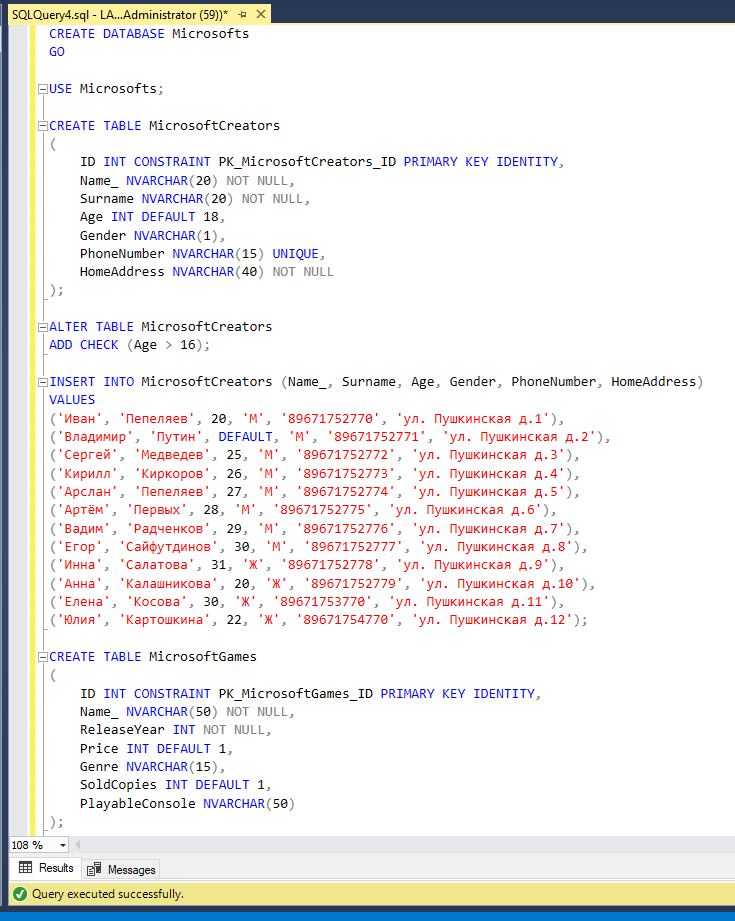 SQLQuery4.sql - LA...Administrator (59))*
CREATE DATABASE Microsofts
GO
USE Microsofts;
CREATE TABLE MicrosoftCreators
(
ID INT CONSTRAINT PK_MicrosoftCreators_ID PRIMARY KEY IDENTITY,
Name_ NVARCHAR(20) NOT NULL,
Surname NVARCHAR(20) NOT NULL,
Age INT DEFAULT 18,
Gender NVARCHAR(1),
PhoneNumber NVARCHAR(15) UNIQUE,
HomeAddress NVARCHAR(40) NOT NULL
);
ALTER TABLE MicrosoftCreators
ADD CHECK (Age > 16);
INSERT INTO MicrosoftCreators (Name_, Surname, Age, Gender, PhoneNumber, HomeAddress)
VALUES
('Иван', 'Пепеляев', 20, 'М', '89671752770', 'ул. Пушкинская д.1'),
('Владимир', 'Путин', DEFAULT, 'М', '89671752771', 'ул. Пушкинская д.2'),
('Сергей', 'Медведев', 25, 'М', '89671752772', 'ул. Пушкинская д.3'),
('Кирилл', 'Киркоров', 26, 'М', '89671752773', 'ул. Пушкинская д.4'),
('Арслан', 'Пепеляев', 27, 'М', '89671752774', 'ул. Пушкинская д.5'),
('Артём', 'Первых', 28, 'М', '89671752775', 'ул. Пушкинская д.6'),
('Вадим', 'Радченков', 29, 'М', '89671752776', 'ул. Пушкинская д.7'),
('Егор', 'Сайфутдинов', 30, 'М', '89671752777', 'ул. Пушкинская д.8'),
('Инна', 'Салатова', 31, 'Ж', '89671752778', 'ул. Пушкинская д.9'),
('Анна', 'Калашникова', 20, 'Ж', '89671752779', 'ул. Пушкинская д.10'),
('Елена', 'Косова', 30, 'Ж', '89671753770', 'ул. Пушкинская д.11'),
('Юлия', 'Картошкина', 22, 'Ж', '89671754770', 'ул. Пушкинская д.12');
CREATE TABLE MicrosoftGames
(
ID INT CONSTRAINT PK_MicrosoftGames_ID PRIMARY KEY IDENTITY,
Name_ NVARCHAR(50) NOT NULL,
ReleaseYear INT NOT NULL,
Price INT DEFAULT 1,
Genre NVARCHAR(15),
SoldCopies INT DEFAULT 1,
PlayableConsole NVARCHAR(50)
);
108 %
Results Messages
Query executed successfully.